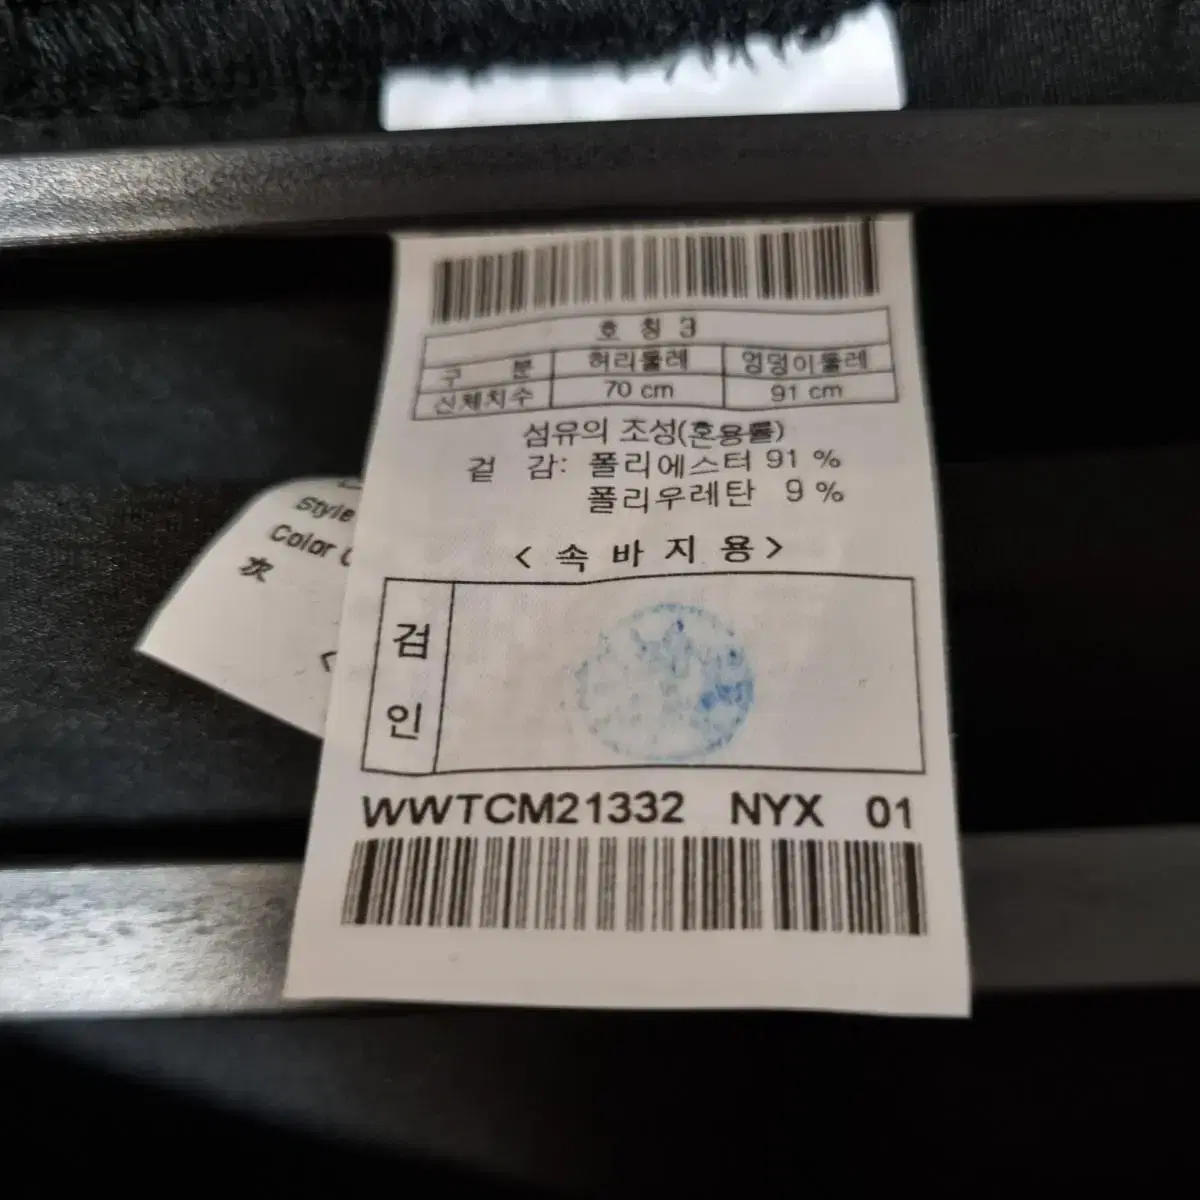 호 칭 3
구 분 허리둘레 엉덩이둘레
신체치수 70 cm 91 cm
섬유의 조성(혼용률)
겉 감: 폴리에스터 91 %
폴리우레탄 9 %
< 속 바 지 용 >
검
인
WWTCM21332 NYX 01
Style
Color
次
<